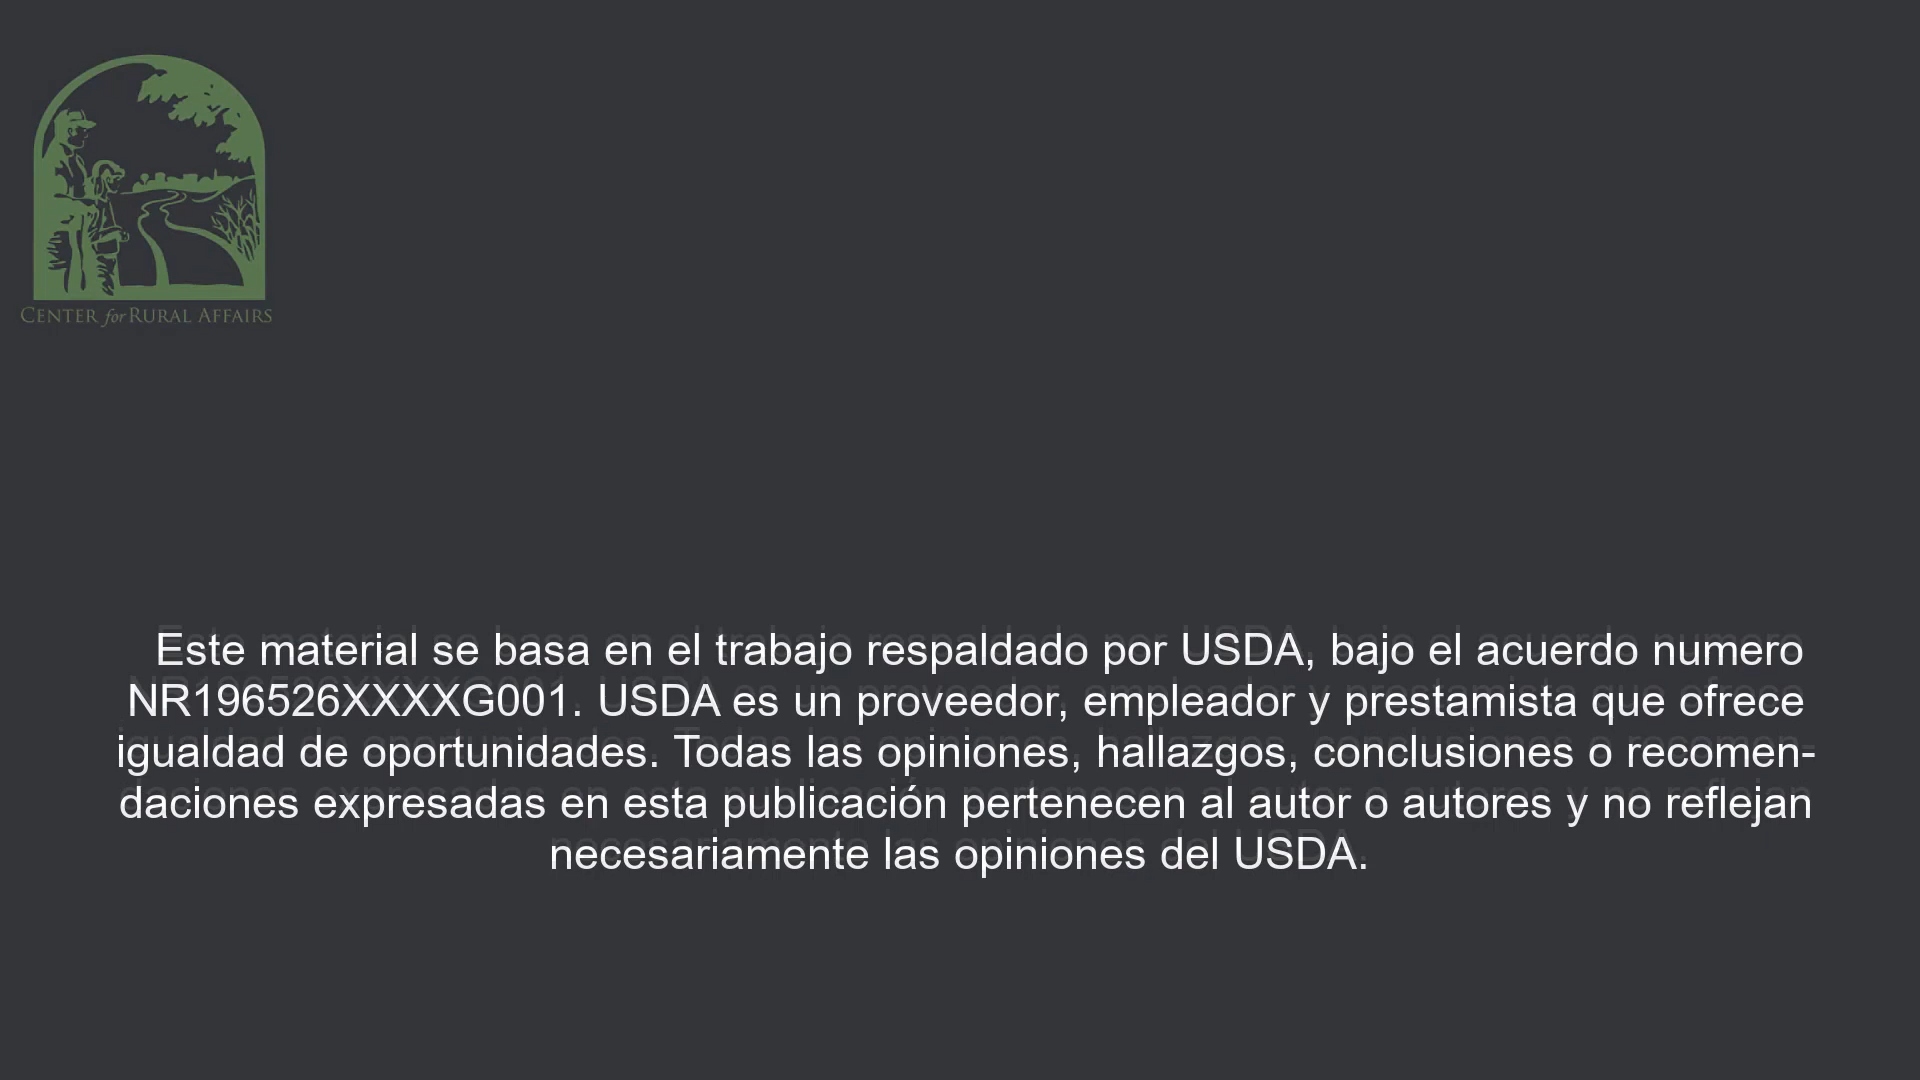 CENTER for RURAL AFFAIRS
Este material se basa en el trabajo respaldado por USDA, bajo el acuerdo numero
NR196526XXXXG001. USDA es un proveedor, empleador y prestamista que ofrece
igualdad de oportunidades. Todas las opiniones, hallazgos, conclusiones o recomen-
daciones expresadas en esta publicación pertenecen al autor o autores y no reflejan
necesariamente las opiniones del USDA.